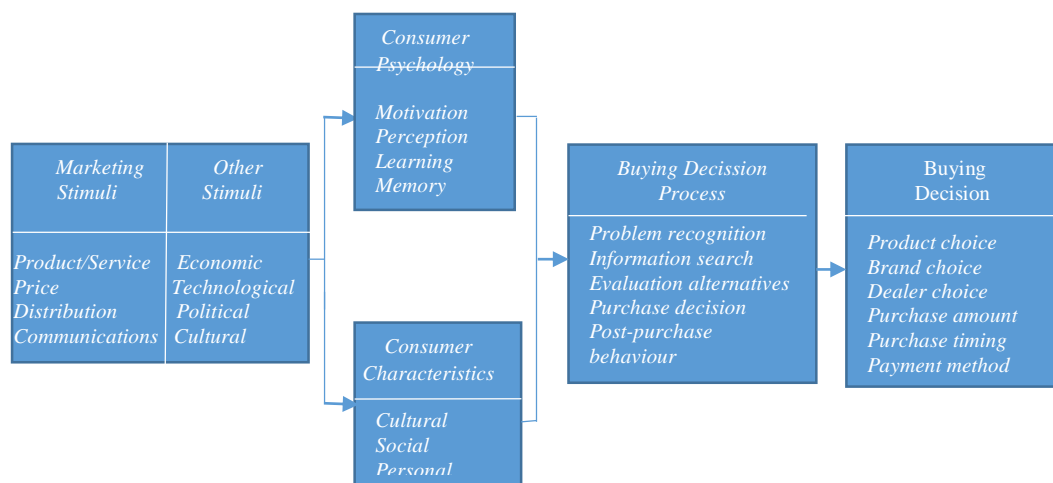 Marketing
Stimuli
Product/Service
Price
Distribution
Communications
Other
Stimuli
Economic
Technological
Political
Cultural
Consumer
Psychology
Motivation
Perception
Learning
Memory
Consumer
Characteristics
Cultural
Social
Personal
Buying Decission
Process
Problem recognition
Information search
Evaluation alternatives
Purchase decision
Post-purchase
behaviour
Buying
Decision
Product choice
Brand choice
Dealer choice
Purchase amount
Purchase timing
Payment method